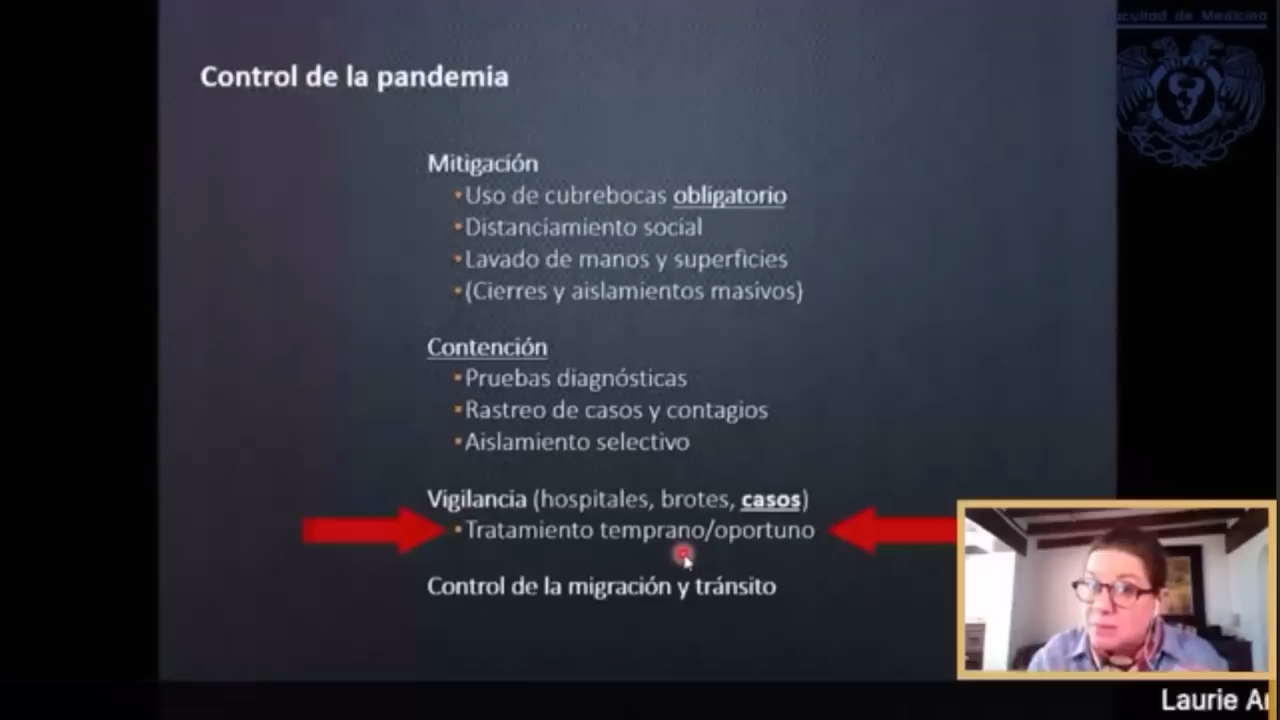 Facultad de Medicina
Control de la pandemia
Mitigación
•Uso de cubrebocas obligatorio
•Distanciamiento social
•Lavado de manos y superficies
•(Cierres y aislamientos masivos)
Contención
•Pruebas diagnósticas
•Rastreo de casos y contagios
•Aislamiento selectivo
Vigilancia (hospitales, brotes, casos)
•Tratamiento temprano/oportuno
Control de la migración y tránsito
Laurie